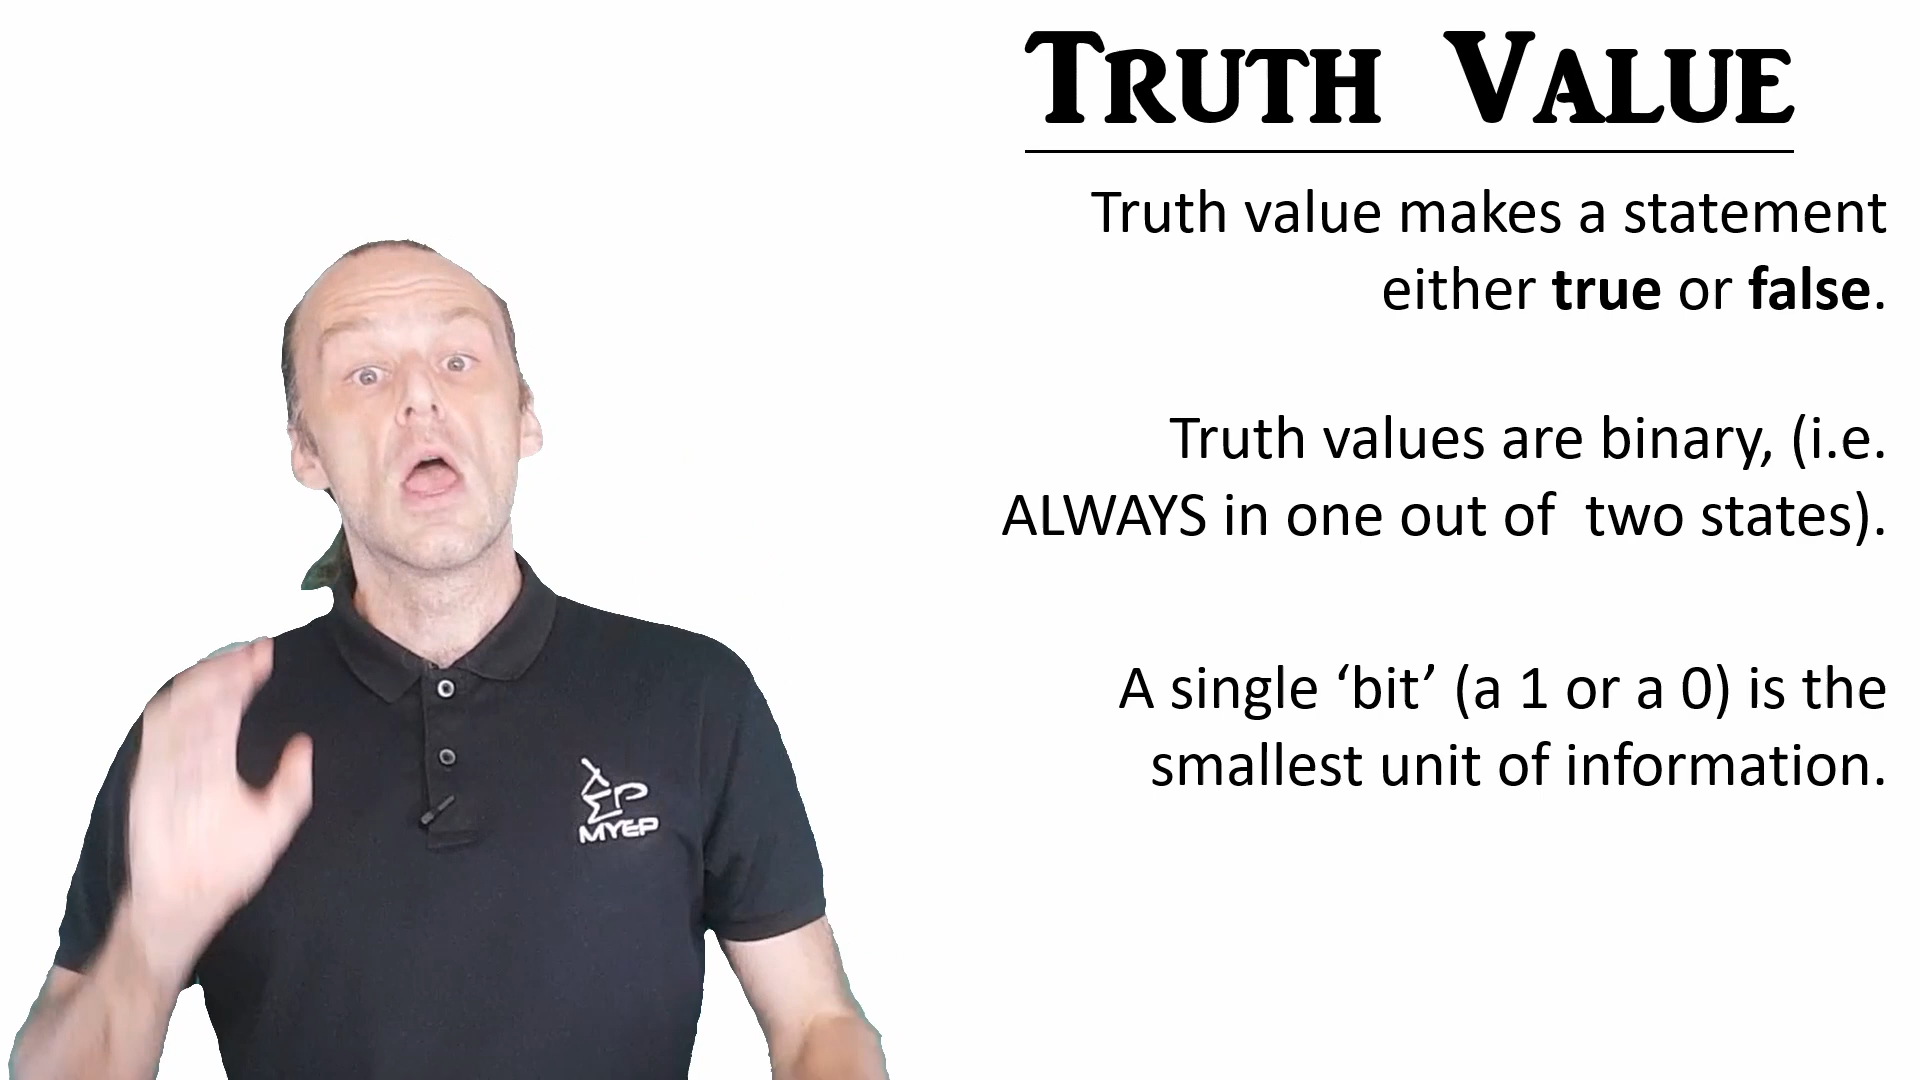 TRUTH VALUE
Truth value makes a statement
either true or false.
Truth values are binary, (i.e.
ALWAYS in one out of two states).
A single ‘bit’ (a 1 or a 0) is the
smallest unit of information.
MYEP